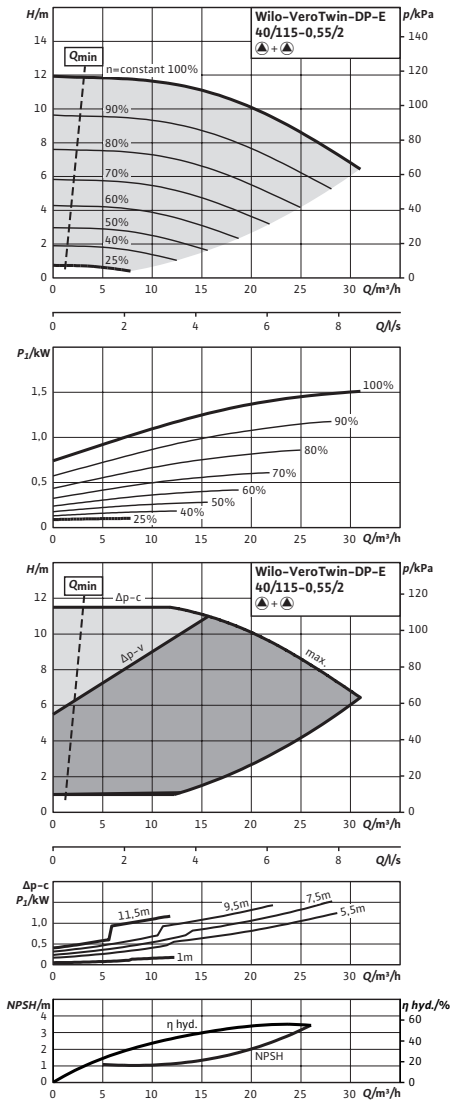 H/m
Wilo-VeroTwin-DP-E
40/115-0,55/2
+
p/kPa
Qmin
n=constant 100%
90%
80%
70%
60%
50%
40%
25%
14
12
10
8
6
4
2
0
140
120
100
80
60
40
20
0
0 5 10 15 20 25 30 Q/m³/h
0 2 4 6 8 Q/l/s
P₁/kW
1,5
1,0
0,5
0
100%
90%
80%
70%
60%
50%
40%
25%
0 5 10 15 20 25 30 Q/m³/h
H/m
Wilo-VeroTwin-DP-E
40/115-0,55/2
+
p/kPa
Qmin
Δp-c
Δp-v
max.
12
10
8
6
4
2
0
120
100
80
60
40
20
0
0 5 10 15 20 25 30 Q/m³/h
0 2 4 6 8 Q/l/s
Δp-c
P₁/kW
1,0
0,5
0
11,5m
9,5m
7,5m
5,5m
1m
0 5 10 15 20 25 30 Q/m³/h
NPSH/m
η hyd./%
4
3
2
1
0
η hyd.
NPSH
60
40
20
0
0 5 10 15 20 25 30 Q/m³/h